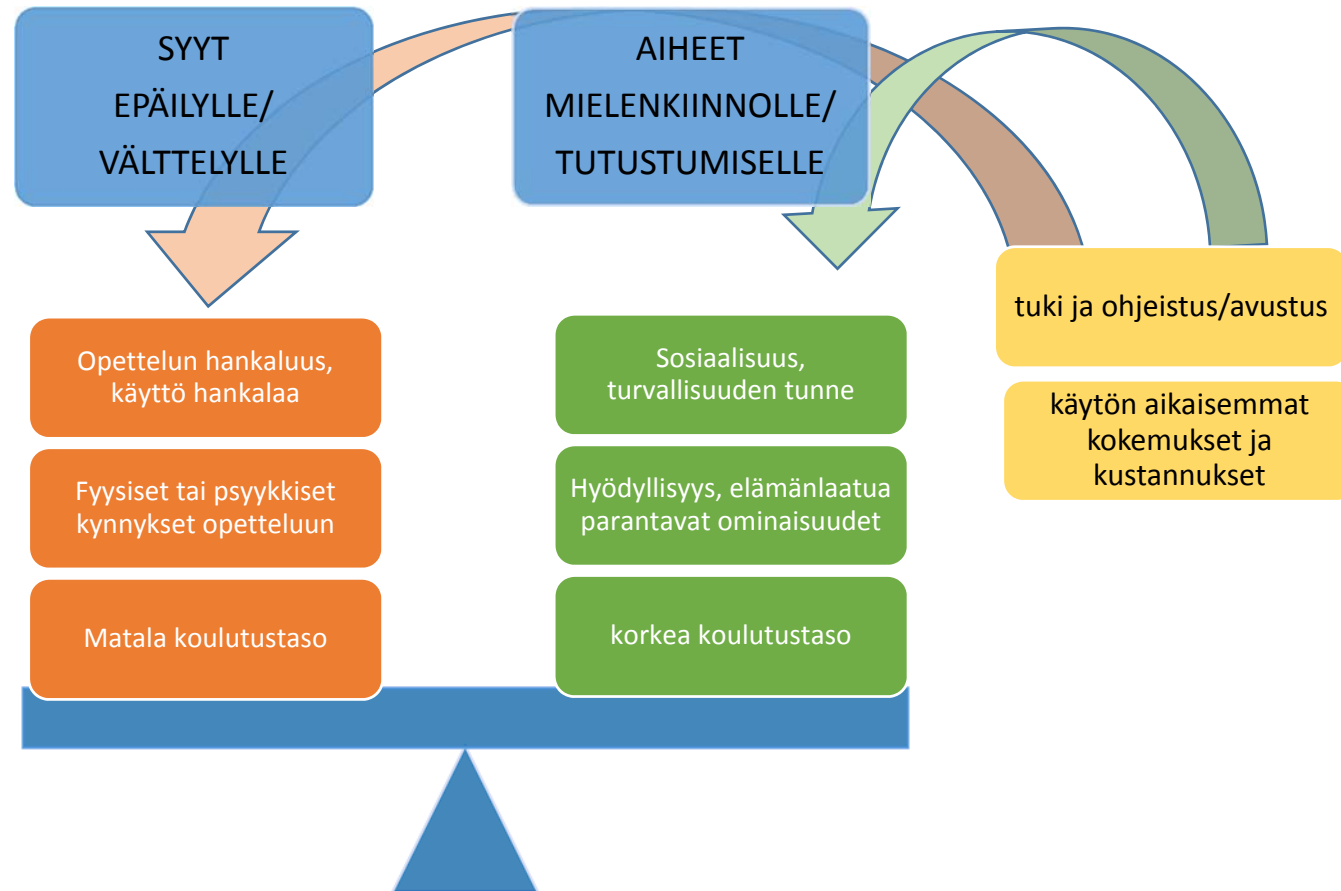 SYYT
EPÄILYLLE/
VÄLTTELYLLE
AIHEET
MIELENKIINNOLLE/
TUTUSTUMISELLE
Opettelun hankaluus,
käyttö hankalaa
Fyysiset tai psyykkiset
kynnykset opetteluun
Matala koulutustaso
Sosiaalisuus,
turvallisuuden tunne
Hyödyllisyys, elämänlaatua
parantavat ominaisuudet
korkea koulutustaso
tuki ja ohjeistus/avustus
käytön aikaisemmat
kokemukset ja
kustannukset